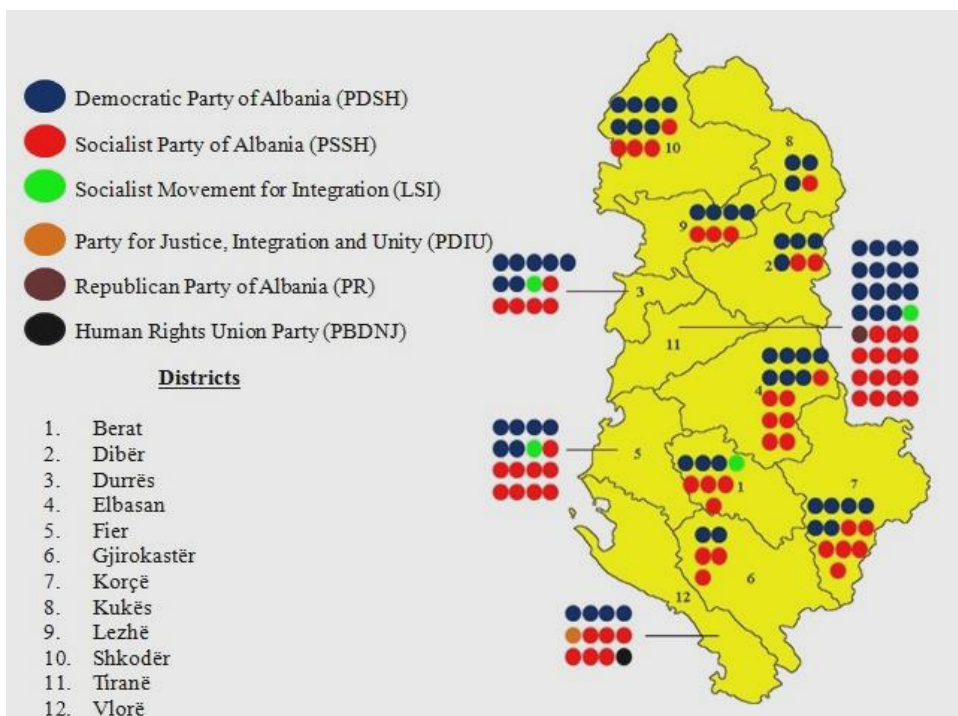 Democratic Party of Albania (PDSH)
Socialist Party of Albania (PSSH)
Socialist Movement for Integration (LSI)
Party for Justice, Integration and Unity (PDIU)
Republican Party of Albania (PR)
Human Rights Union Party (PBDNJ)
Districts
1. Berat
2. Dibër
3. Durrës
4. Elbasan
5. Fier
6. Gjirokastër
7. Korçë
8. Kukës
9. Lezhë
10. Shkodër
11. Tiranë
12. Vlorë
10
8
9
2
3
11
4
5
1
7
6
12